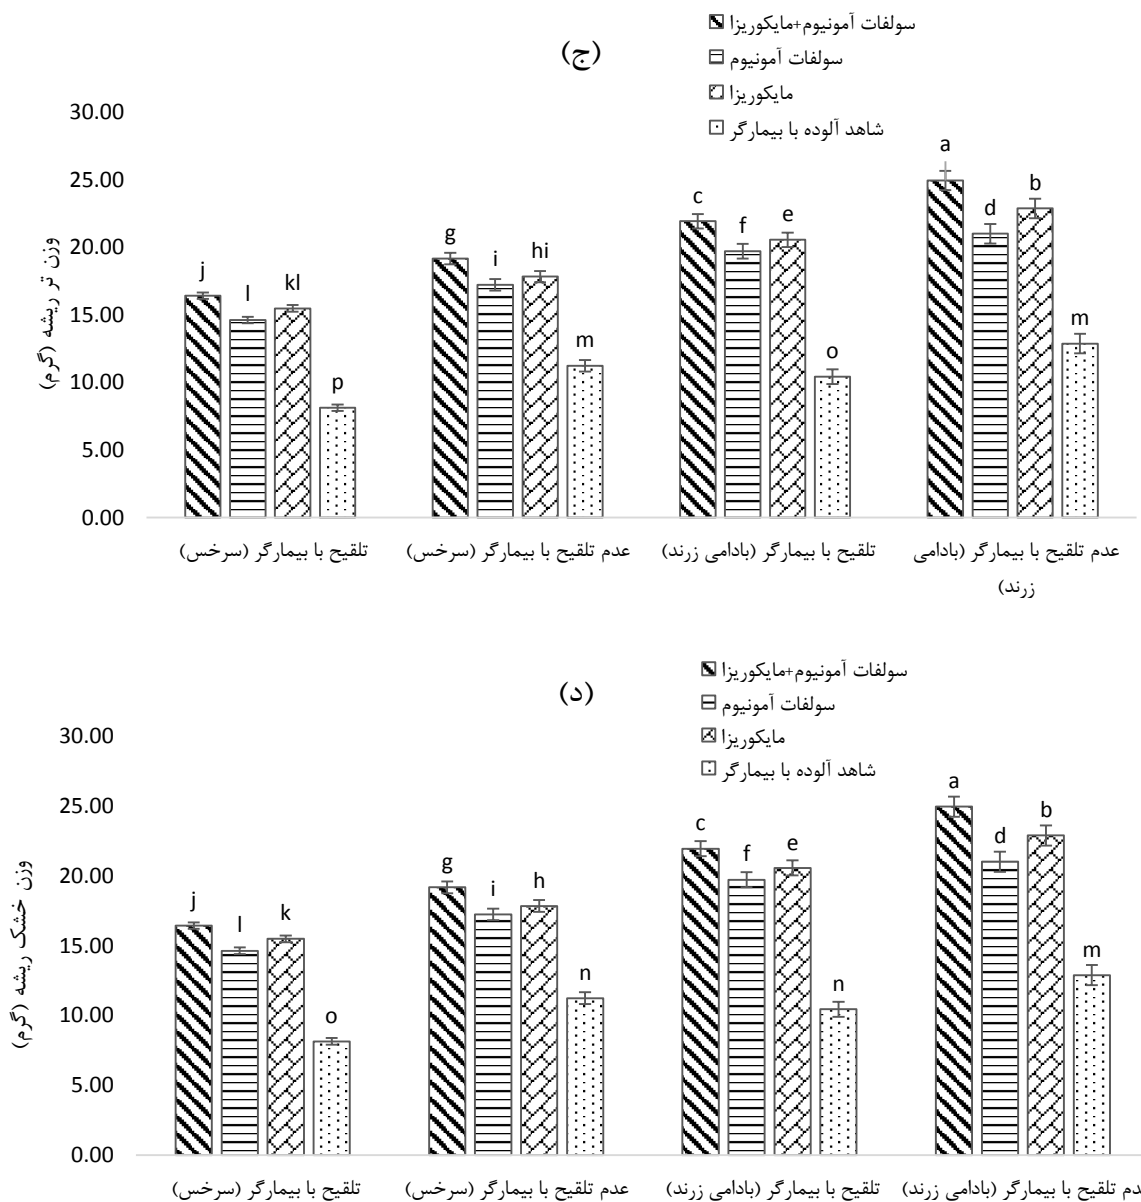 سولفات آمونیوم+مایکوریزا
سولفات آمونیوم
مایکوریزا
شاهد آلوده با بیمارگر
(ج)
وزن تر ریشه (گرم)
30.00
25.00
20.00
15.00
10.00
5.00
0.00
j l kl p
g i hi m
c f e o
a d b m
تلقیح با بیمارگر (سرخس)
عدم تلقیح با بیمارگر (سرخس)
تلقیح با بیمارگر (بادامی زرند)
عدم تلقیح با بیمارگر (بادامی
زرند)
سولفات آمونیوم+مایکوریزا
سولفات آمونیوم
مایکوریزا
شاهد آلوده با بیمارگر
(د)
وزن خشک ریشه (گرم)
30.00
25.00
20.00
15.00
10.00
5.00
0.00
j l k o
g i h n
c f e n
a d b m
تلقیح با بیمارگر (سرخس)
عدم تلقیح با بیمارگر (سرخس)
تلقیح با بیمارگر (بادامی زرند)
دم تلقیح با بیمارگر (بادامی زرند)